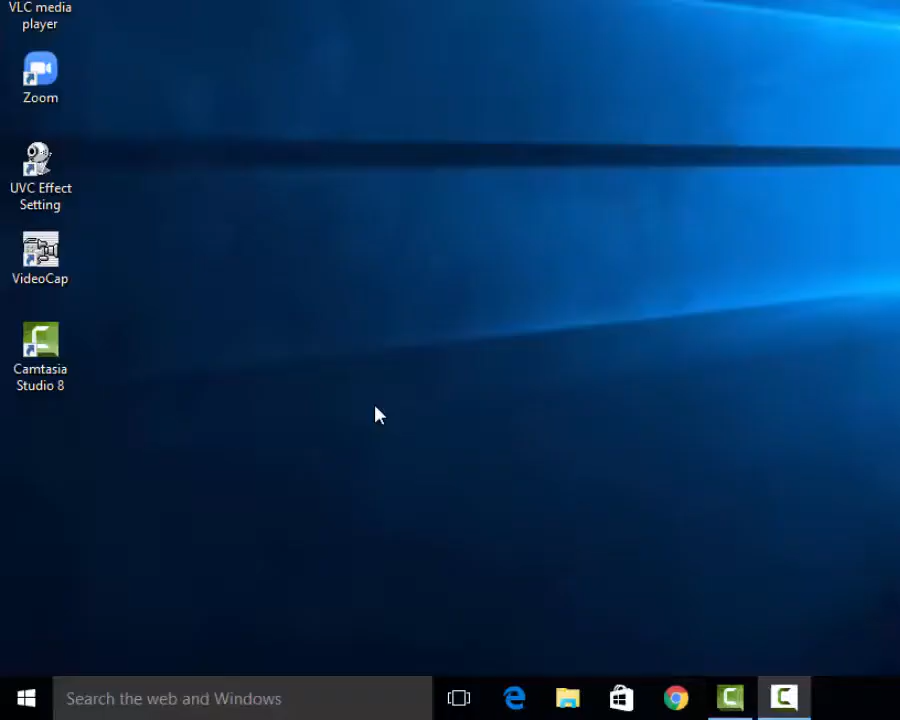 VLC media
player
Zoom
UVC Effect
Setting
VideoCap
Camtasia
Studio 8
Search the web and Windows